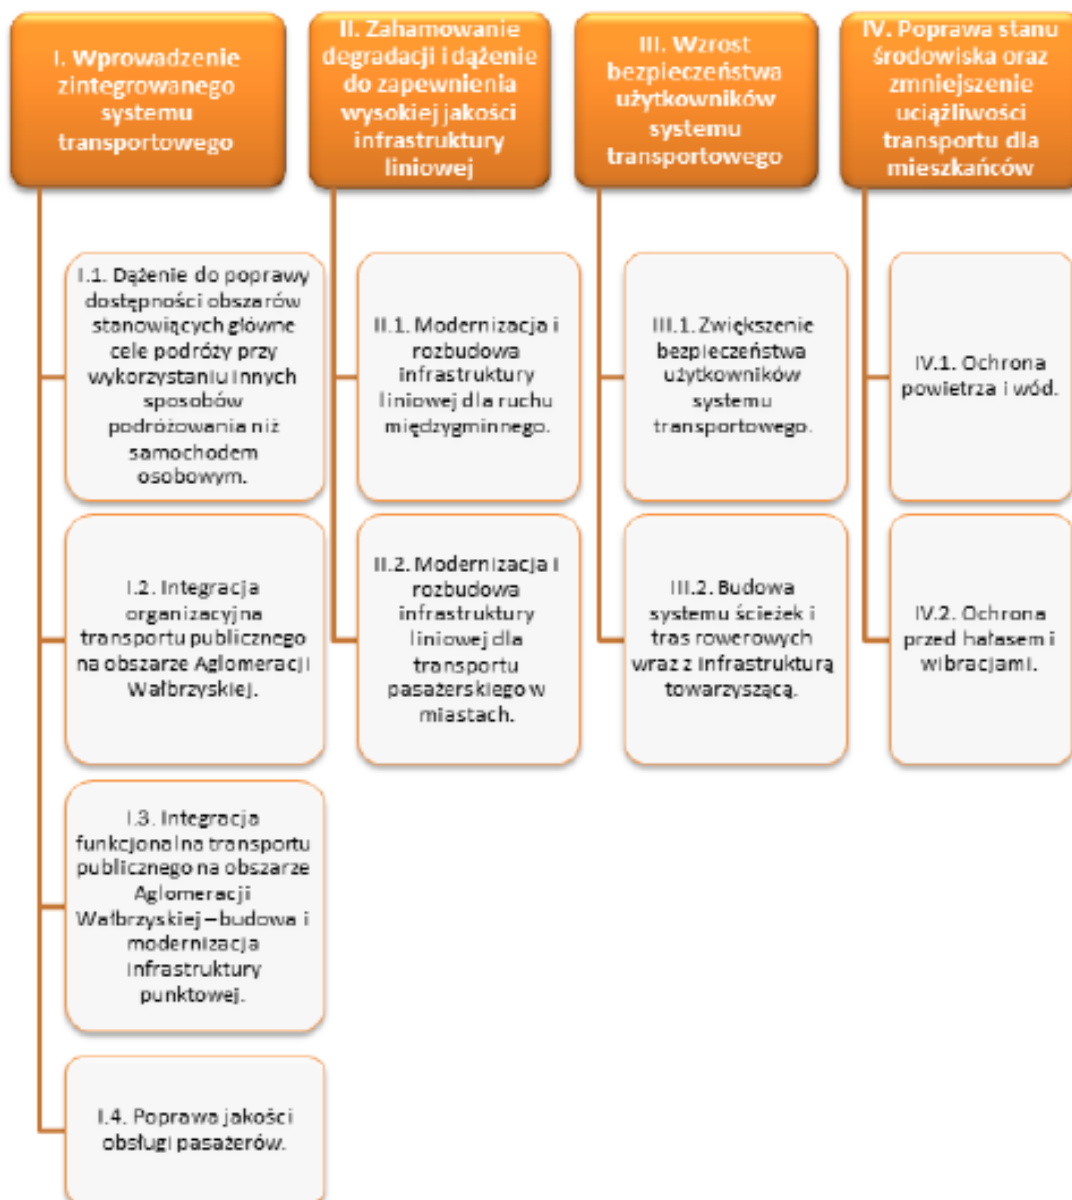 I. Wprowadzenie
zintegrowanego
systemu
transportowego
I.1. Dążenie do poprawy
dostępności obszarów
stanowiących główne
cele podróży przy
wykorzystaniu innych
sposobów
podróżowania niż
samochodem
osobowym.
I.2. Integracja
organizacyjna
transportu publicznego
na obszarze Aglomeracji
Wałbrzyskiej.
I.3. Integracja
funkcjonalna transportu
publicznego na obszarze
Aglomeracji
Wałbrzyskiej – budowa i
modernizacja
infrastruktury
punktowej.
I.4. Poprawa jakości
obsługi pasażerów.
II. Zahamowanie
degradacji i dążenie
do zapewnienia
wysokiej jakości
infrastruktury
liniowej
II.1. Modernizacja i
rozbudowa
infrastruktury
liniowej dla ruchu
międzygminnego.
II.2. Modernizacja i
rozbudowa
infrastruktury
liniowej dla
transportu
pasażerskiego w
miastach.
III. Wzrost
bezpieczeństwa
użytkowników
systemu
transportowego
III.1. Zwiększenie
bezpieczeństwa
użytkowników
systemu
transportowego.
III.2. Budowa
systemu ścieżek i
tras rowerowych
wraz z infrastrukturą
towarzyszącą.
IV. Poprawa stanu
środowiska oraz
zmniejszenie
uciążliwości
transportu dla
mieszkańców
IV.1. Ochrona
powietrza i wód.
IV.2. Ochrona
przed hałasem i
wibracjami.